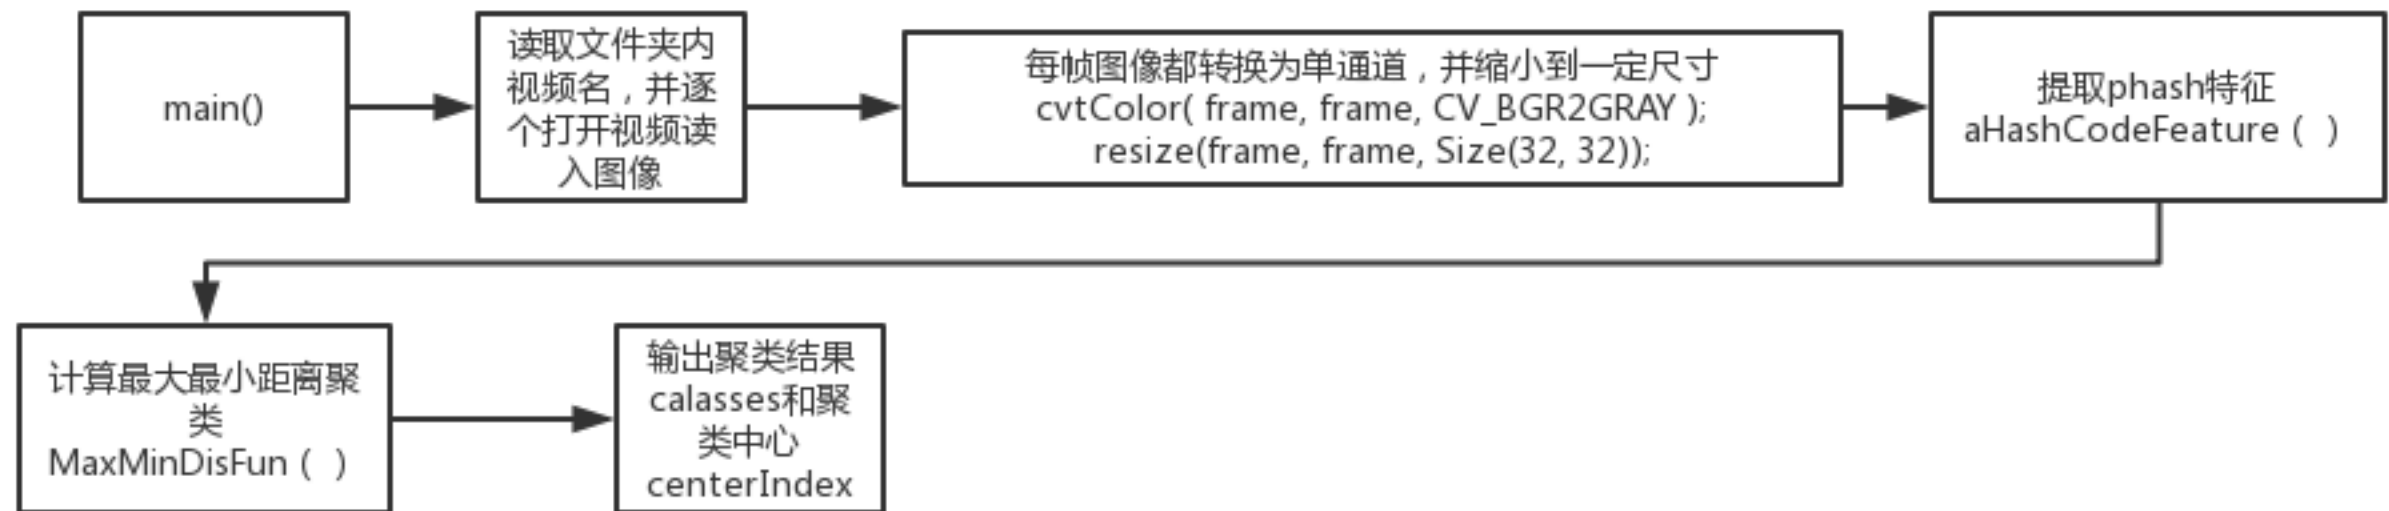 main()
读取文件夹内
视频名，并逐
个打开视频读
入图像
每帧图像都转换为单通道，并缩小到一定尺寸
cvtColor( frame, frame, CV_BGR2GRAY );
resize(frame, frame, Size(32, 32));
提取phash特征
aHashCodeFeature（ ）
计算最大最小距离聚
类
MaxMinDisFun（ ）
输出聚类结果
calasses和聚
类中心
centerIndex